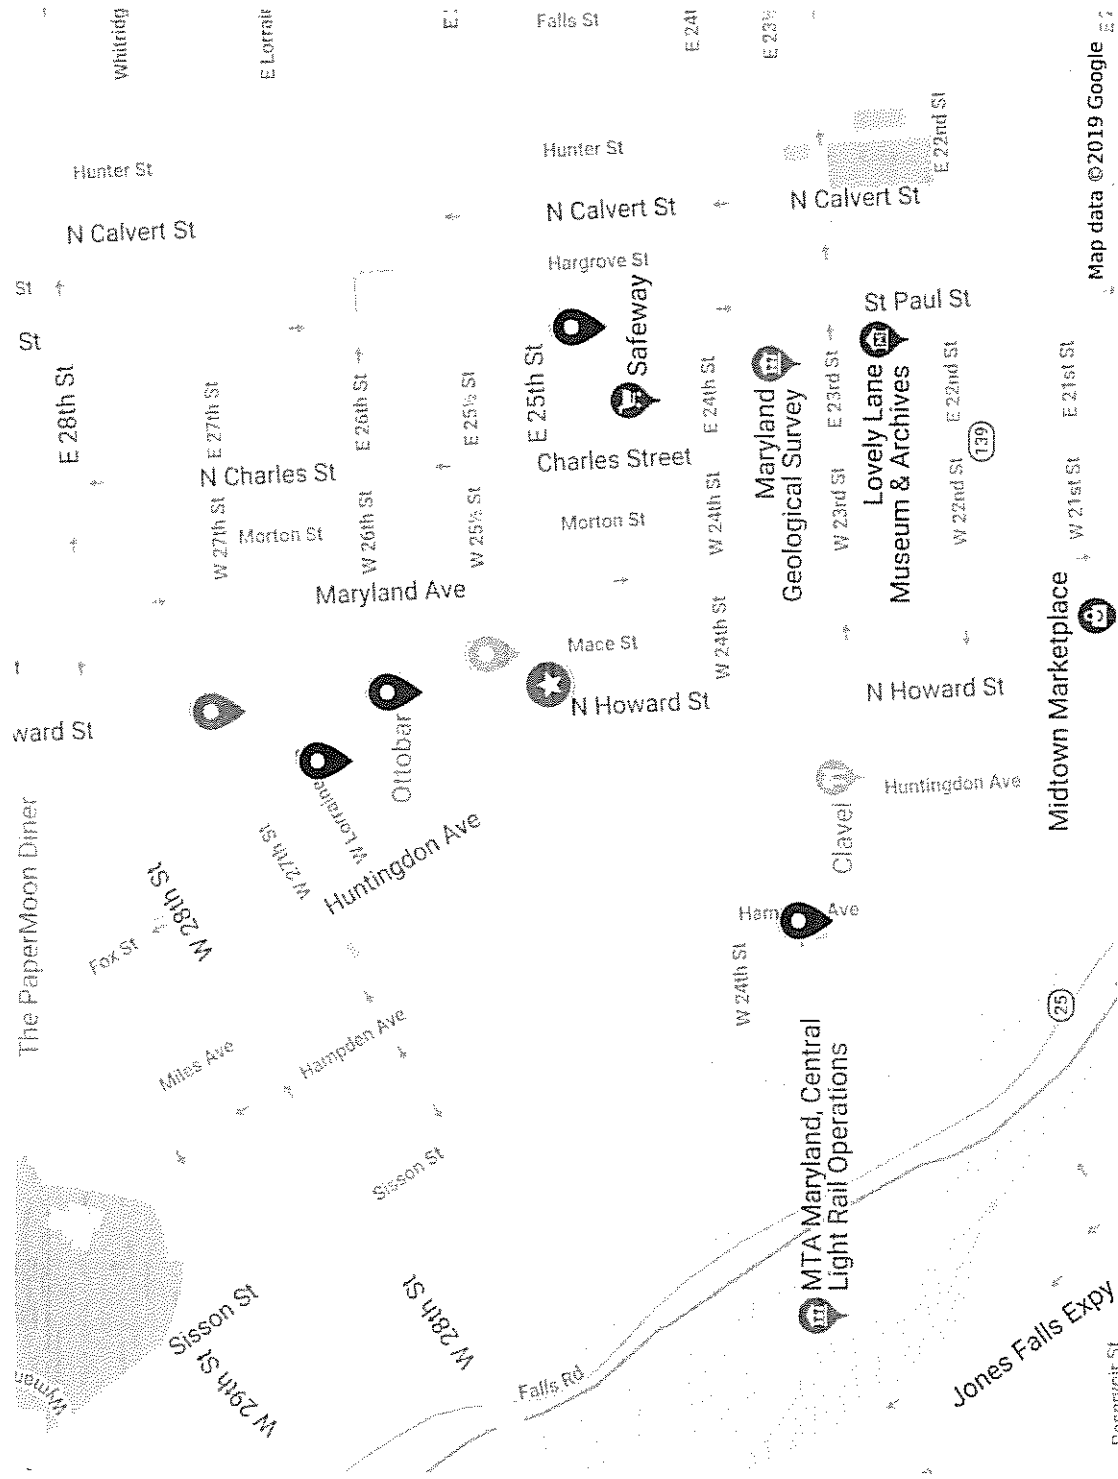 Whitridg
E Lorrair
Falls St
E 24t
E 23½
Hunter St
Hunter St
E 22nd St
N Calvert St
N Calvert St
N Calvert St
Hargrove St
Map data ©2019 Google
St
St
St Paul St
Safeway
E 28th St
E 27th St
E 26th St
E 25½ St
E 25th St
E 24th St
Maryland
Geological Survey
E 23rd St
Lovely Lane
Museum & Archives
E 22nd St
E 21st St
139
N Charles St
Charles Street
W 27th St
Morton St
W 26th St
W 25½ St
Morton St
W 24th St
W 23rd St
W 22nd St
W 21st St
Maryland Ave
Mace St
W 24th St
Midtown Marketplace
ward St
N Howard St
N Howard St
Ottobar
W Lorraine
W 27th St
Huntingdon Ave
Huntingdon Ave
Clavel
The PaperMoon Diner
W 28th St
Fox St
Ham
Ave
W 24th St
Miles Ave
Hampden Ave
25
MTA Maryland, Central
Light Rail Operations
Sisson St
Sisson St
W 29th St
W 28th St
Wyman
Falls Rd
Jones Falls Expy